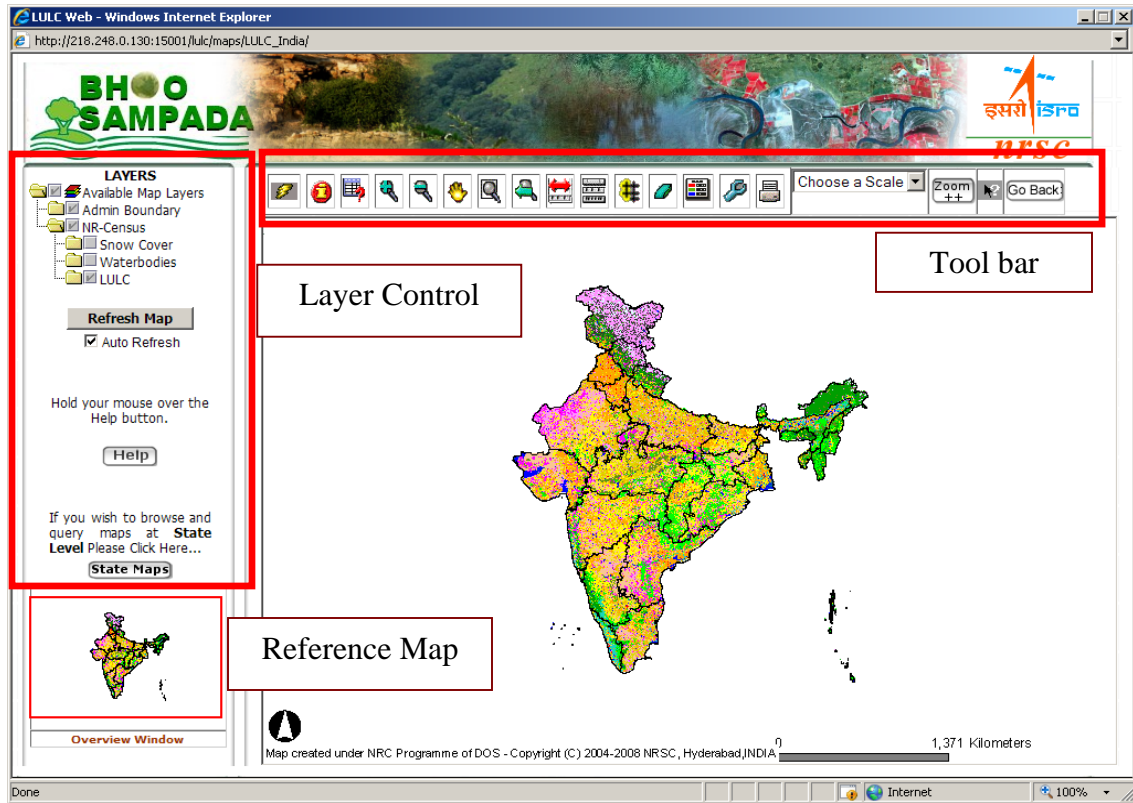 LULC Web - Windows Internet Explorer
http://218.248.0.130:15001/lulc/maps/LULC_India/
BHOO
SAMPADA
इसरो isro
nrsc
LAYERS
Available Map Layers
Admin Boundary
NR-Census
Snow Cover
Waterbodies
LULC
Refresh Map
Auto Refresh
Hold your mouse over the
Help button.
Help
If you wish to browse and
query maps at State
Level Please Click Here...
State Maps
Overview Window
Choose a Scale
Zoom
++
Go Back
Tool bar
Layer Control
Reference Map
Map created under NRC Programme of DOS - Copyright (C) 2004-2008 NRSC, Hyderabad,INDIA
0
1,371 Kilometers
Done
Internet
100%